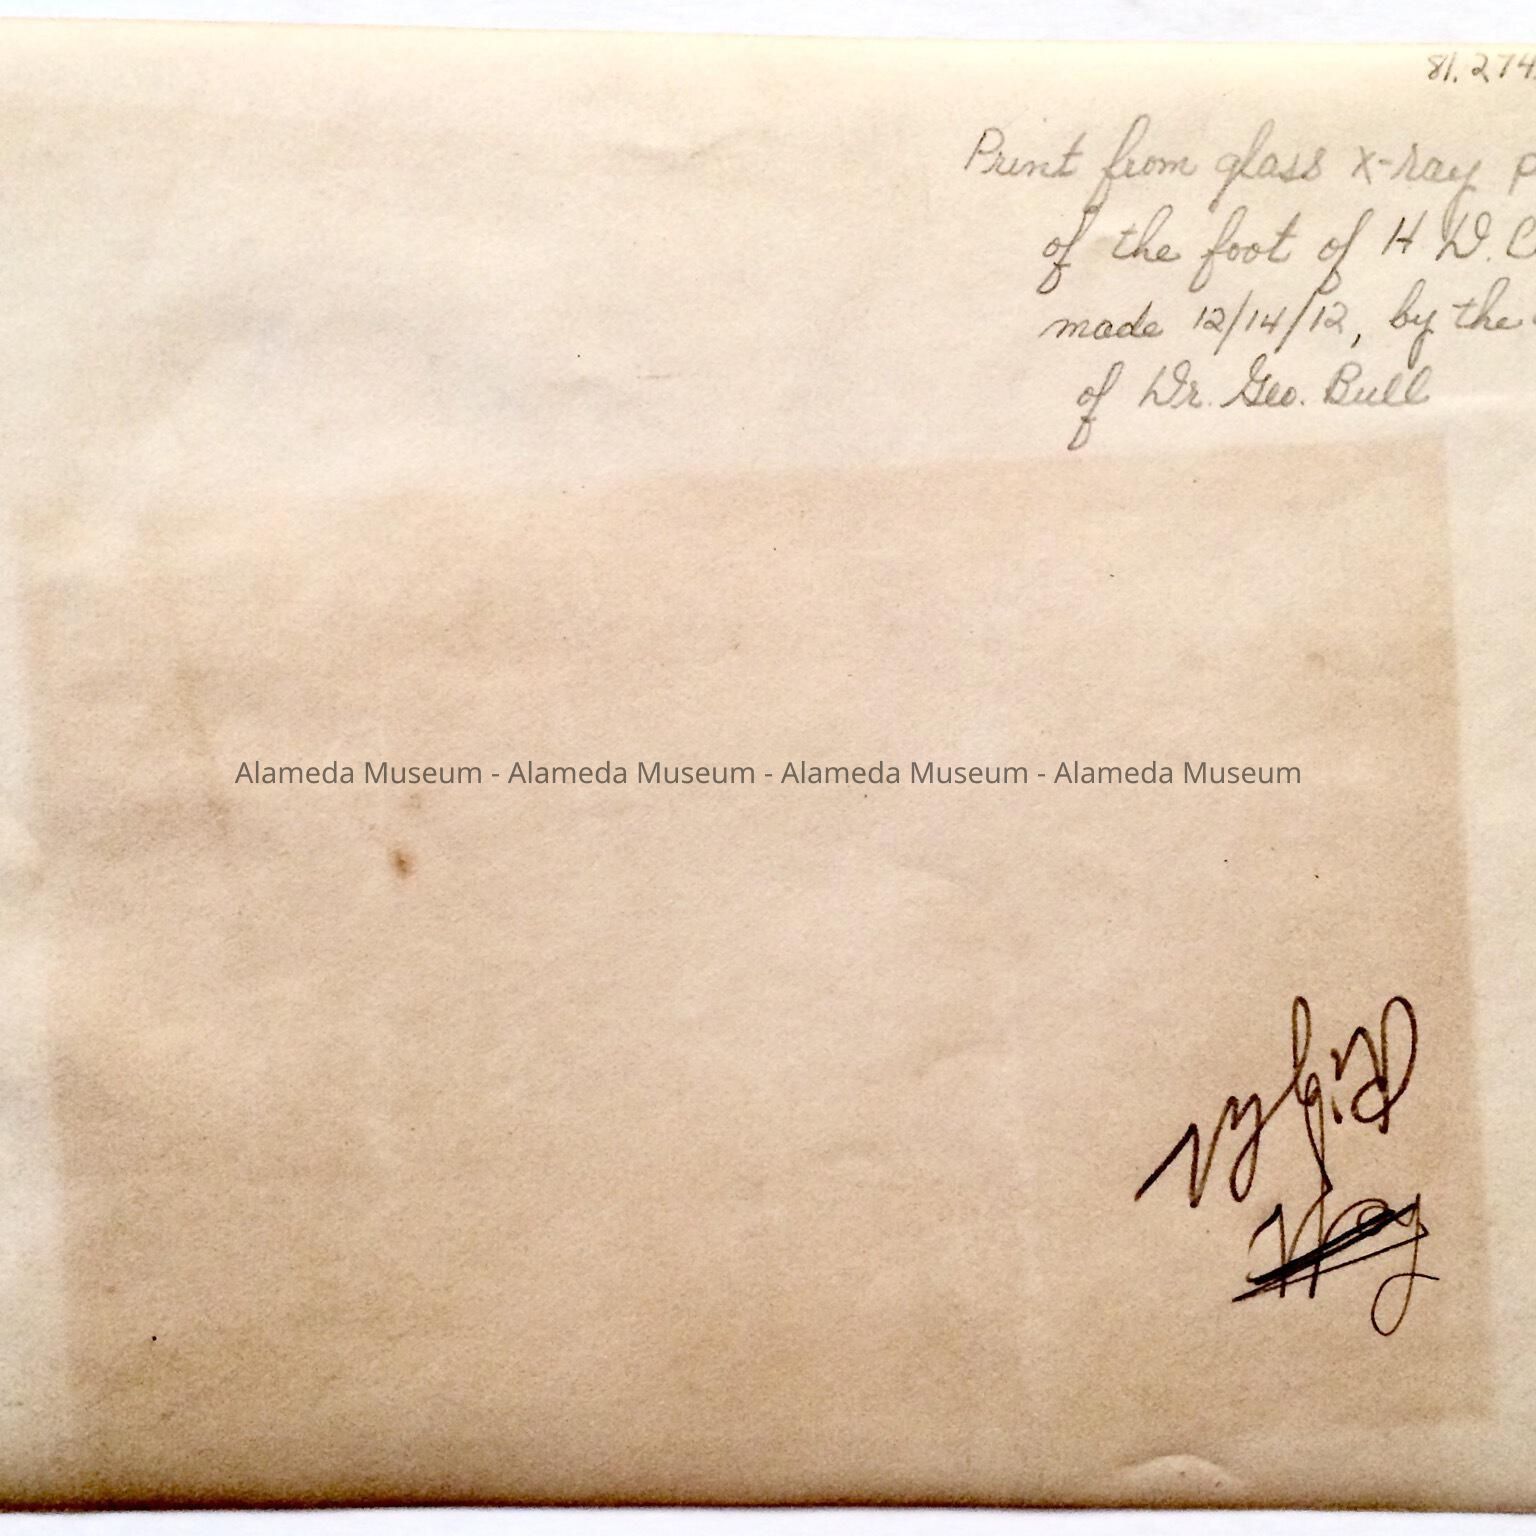 81.274
Print from glass x-ray
of the foot of H D.
made 12/14/12, by the
of Dr. Geo. Bull
Alameda Museum - Alameda Museum - Alameda Museum - Alameda Museum